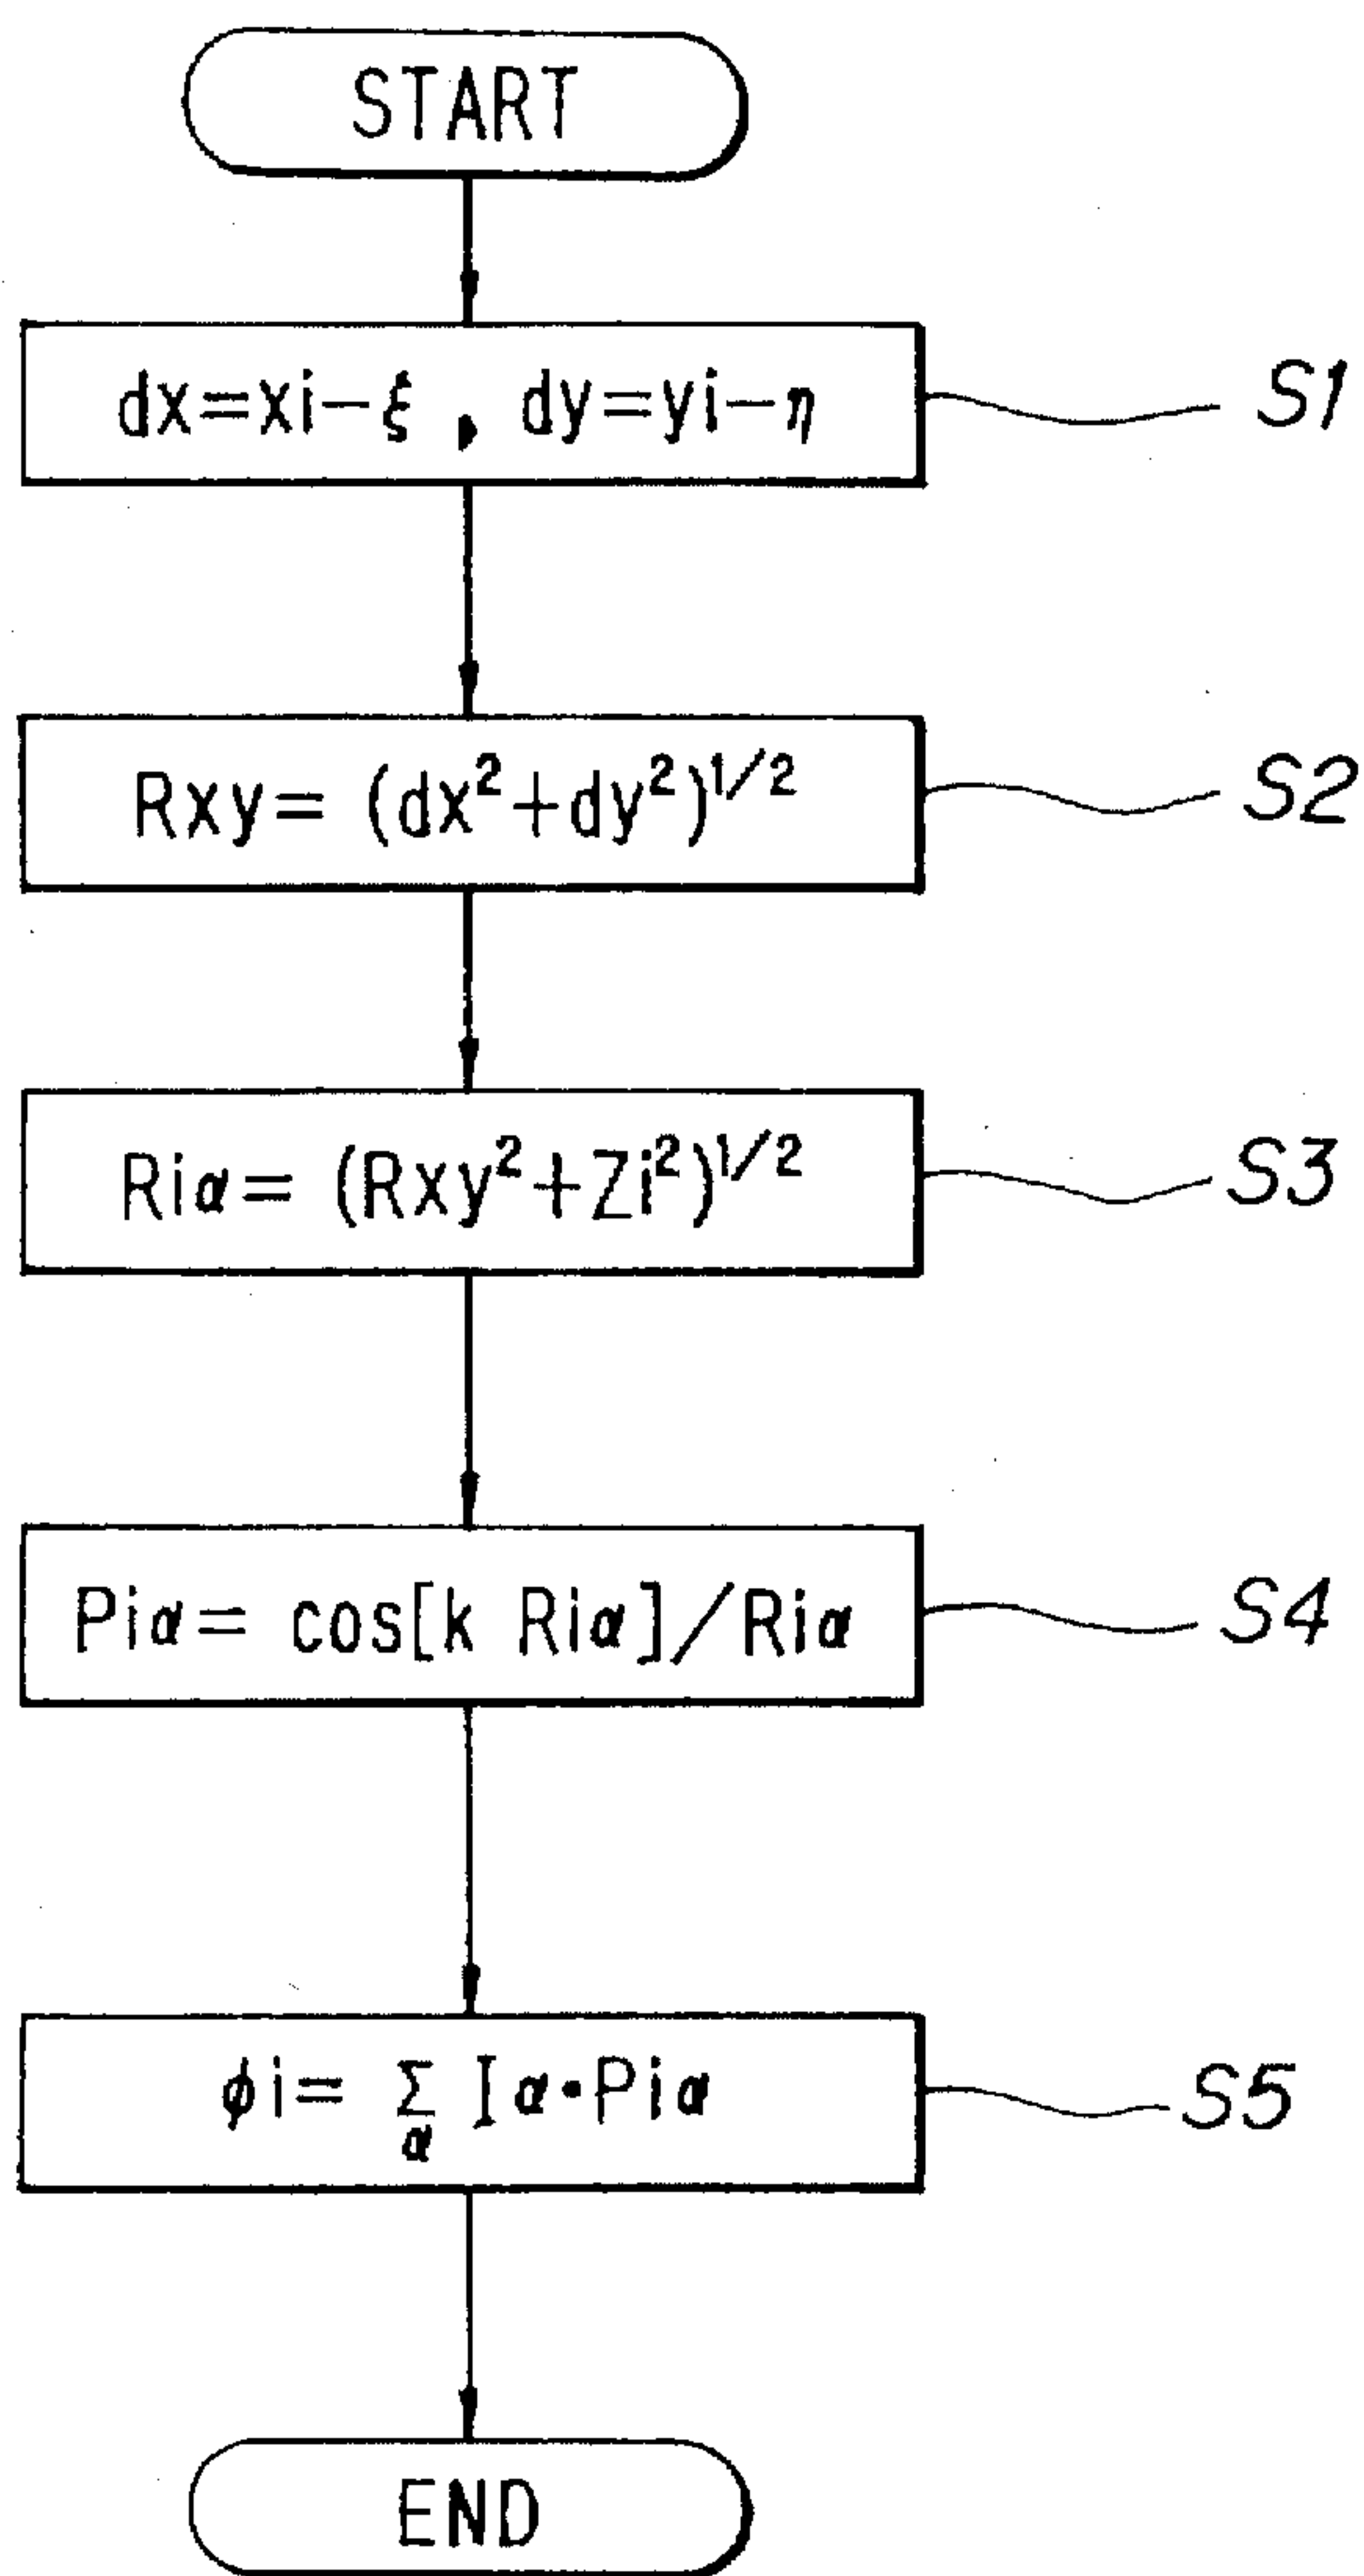 START
dx=xi-ξ , dy=yi-η
S1
Rxy= (dx²+dy²)^1/2
S2
Riα= (Rxy²+Zi²)^1/2
S3
Piα= cos[k Riα]/Riα
S4
ϕi= Σ Iα·Piα
α
S5
END